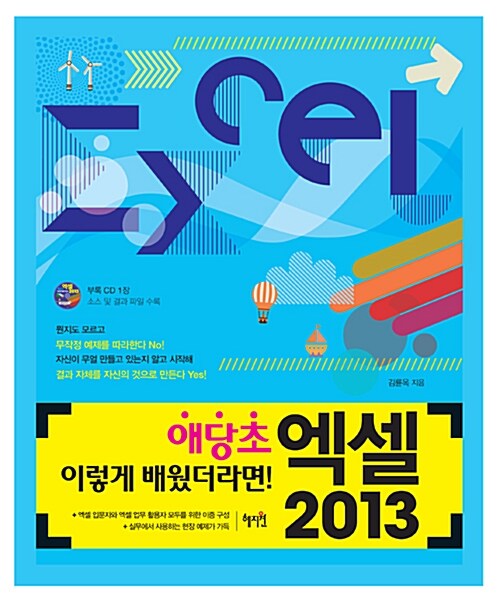 Excel
부록 CD 1장
소스 및 결과 파일 수록
뭔지도 모르고
무작정 예제를 따라한다 No!
자신이 무얼 만들고 있는지 알고 시작해
결과 자체를 자신의 것으로 만든다 Yes!
김륜옥 지음
애당초
이렇게 배웠더라면!
엑셀
2013
+ 엑셀 입문자와 엑셀 업무 활용자 모두를 위한 이중 구성
+ 실무에서 사용하는 현장 예제가 가득
혜지원